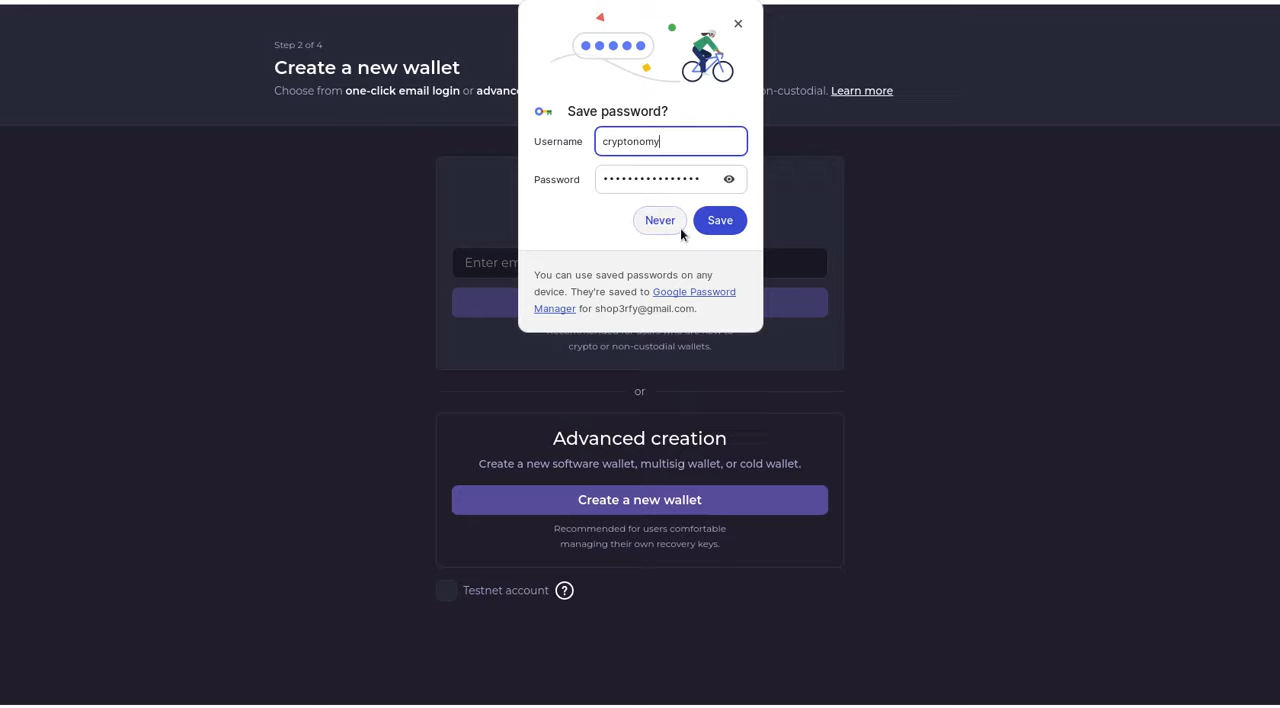 Step 2 of 4
Create a new wallet
Choose from one-click email login or advanc on-custodial. Learn more
Save password?
Username cryptonomy
Password ••••••••••••••••
Never Save
You can use saved passwords on any
device. They're saved to Google Password
Manager for shop3rfy@gmail.com.
Enter em
crypto or non-custodial wallets.
or
Advanced creation
Create a new software wallet, multisig wallet, or cold wallet.
Create a new wallet
Recommended for users comfortable
managing their own recovery keys.
Testnet account ?